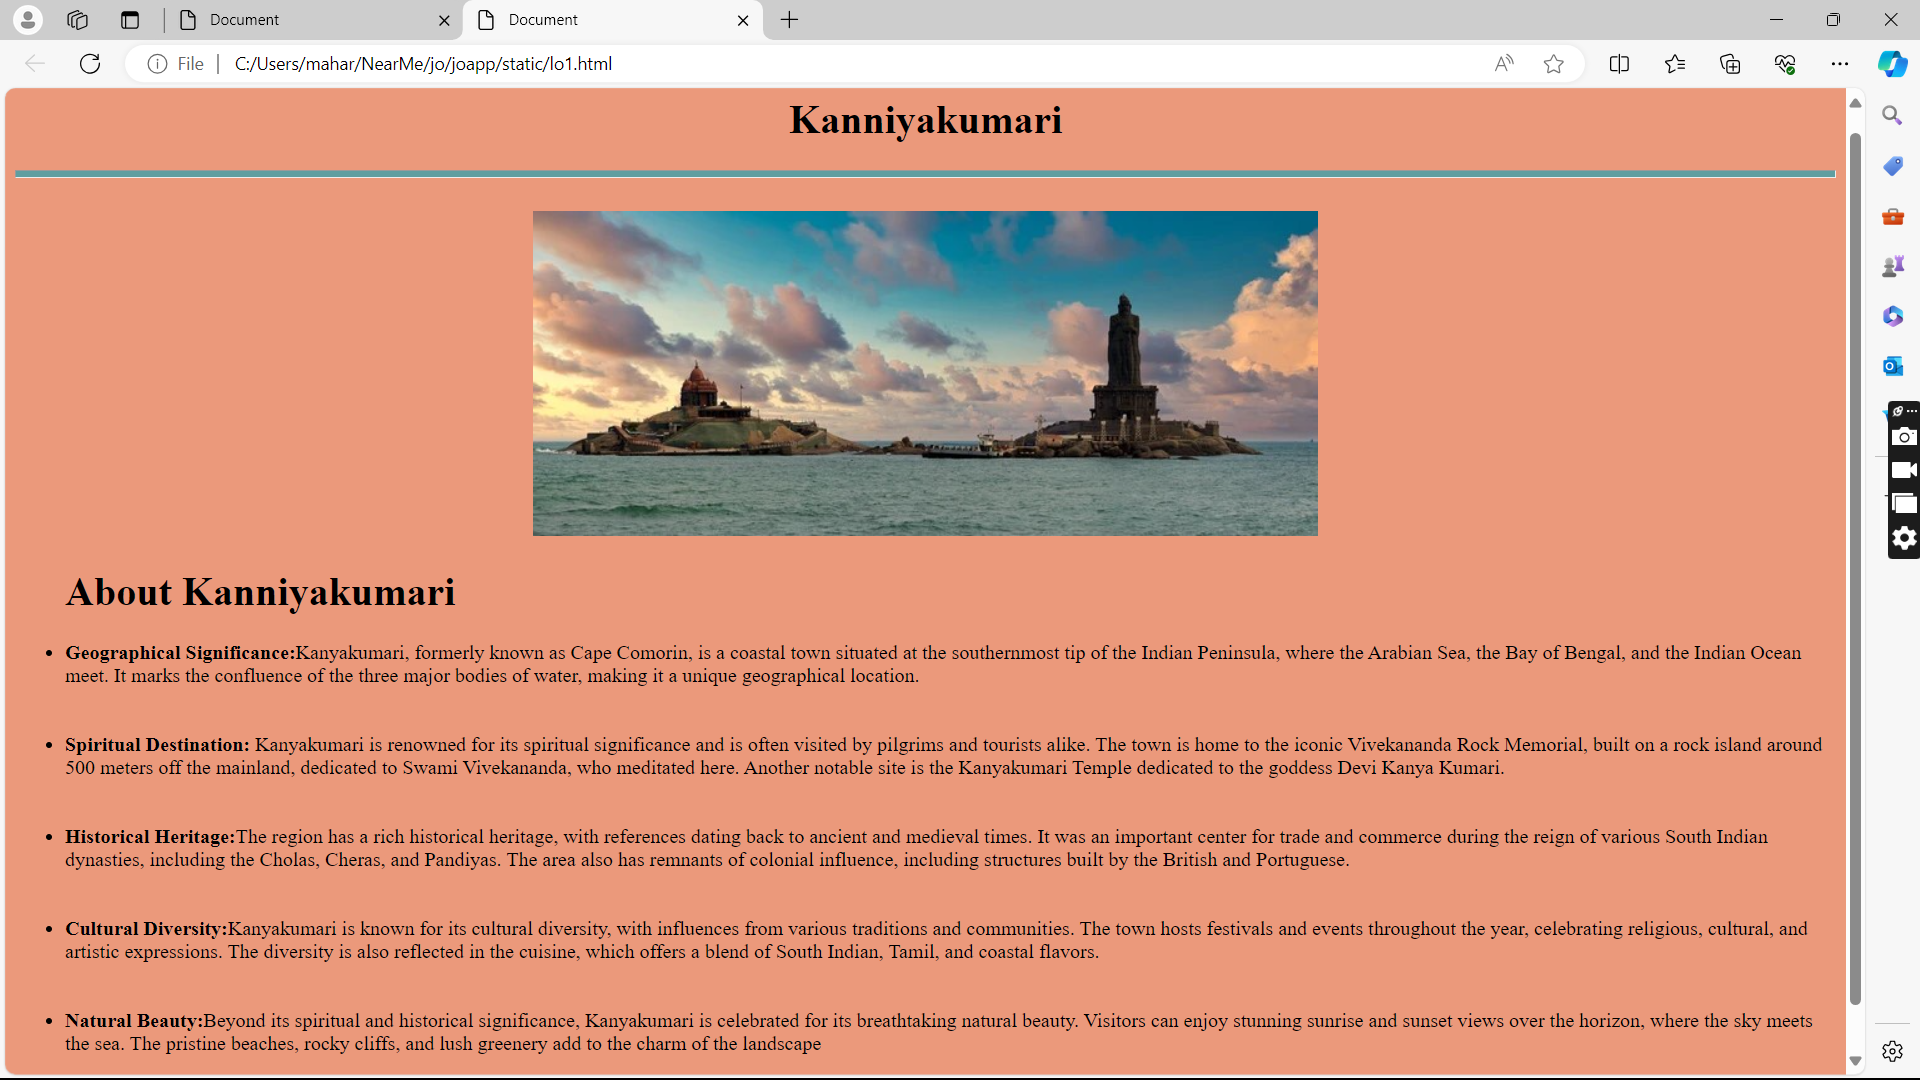 Document
Document
File
C:/Users/mahar/NearMe/jo/joapp/static/lo1.html
Kanniyakumari
About Kanniyakumari
Geographical Significance:Kanyakumari, formerly known as Cape Comorin, is a coastal town situated at the southernmost tip of the Indian Peninsula, where the Arabian Sea, the Bay of Bengal, and the Indian Ocean
meet. It marks the confluence of the three major bodies of water, making it a unique geographical location.
Spiritual Destination: Kanyakumari is renowned for its spiritual significance and is often visited by pilgrims and tourists alike. The town is home to the iconic Vivekananda Rock Memorial, built on a rock island around
500 meters off the mainland, dedicated to Swami Vivekananda, who meditated here. Another notable site is the Kanyakumari Temple dedicated to the goddess Devi Kanya Kumari.
Historical Heritage:The region has a rich historical heritage, with references dating back to ancient and medieval times. It was an important center for trade and commerce during the reign of various South Indian
dynasties, including the Cholas, Cheras, and Pandiyas. The area also has remnants of colonial influence, including structures built by the British and Portuguese.
Cultural Diversity:Kanyakumari is known for its cultural diversity, with influences from various traditions and communities. The town hosts festivals and events throughout the year, celebrating religious, cultural, and
artistic expressions. The diversity is also reflected in the cuisine, which offers a blend of South Indian, Tamil, and coastal flavors.
Natural Beauty:Beyond its spiritual and historical significance, Kanyakumari is celebrated for its breathtaking natural beauty. Visitors can enjoy stunning sunrise and sunset views over the horizon, where the sky meets
the sea. The pristine beaches, rocky cliffs, and lush greenery add to the charm of the landscape